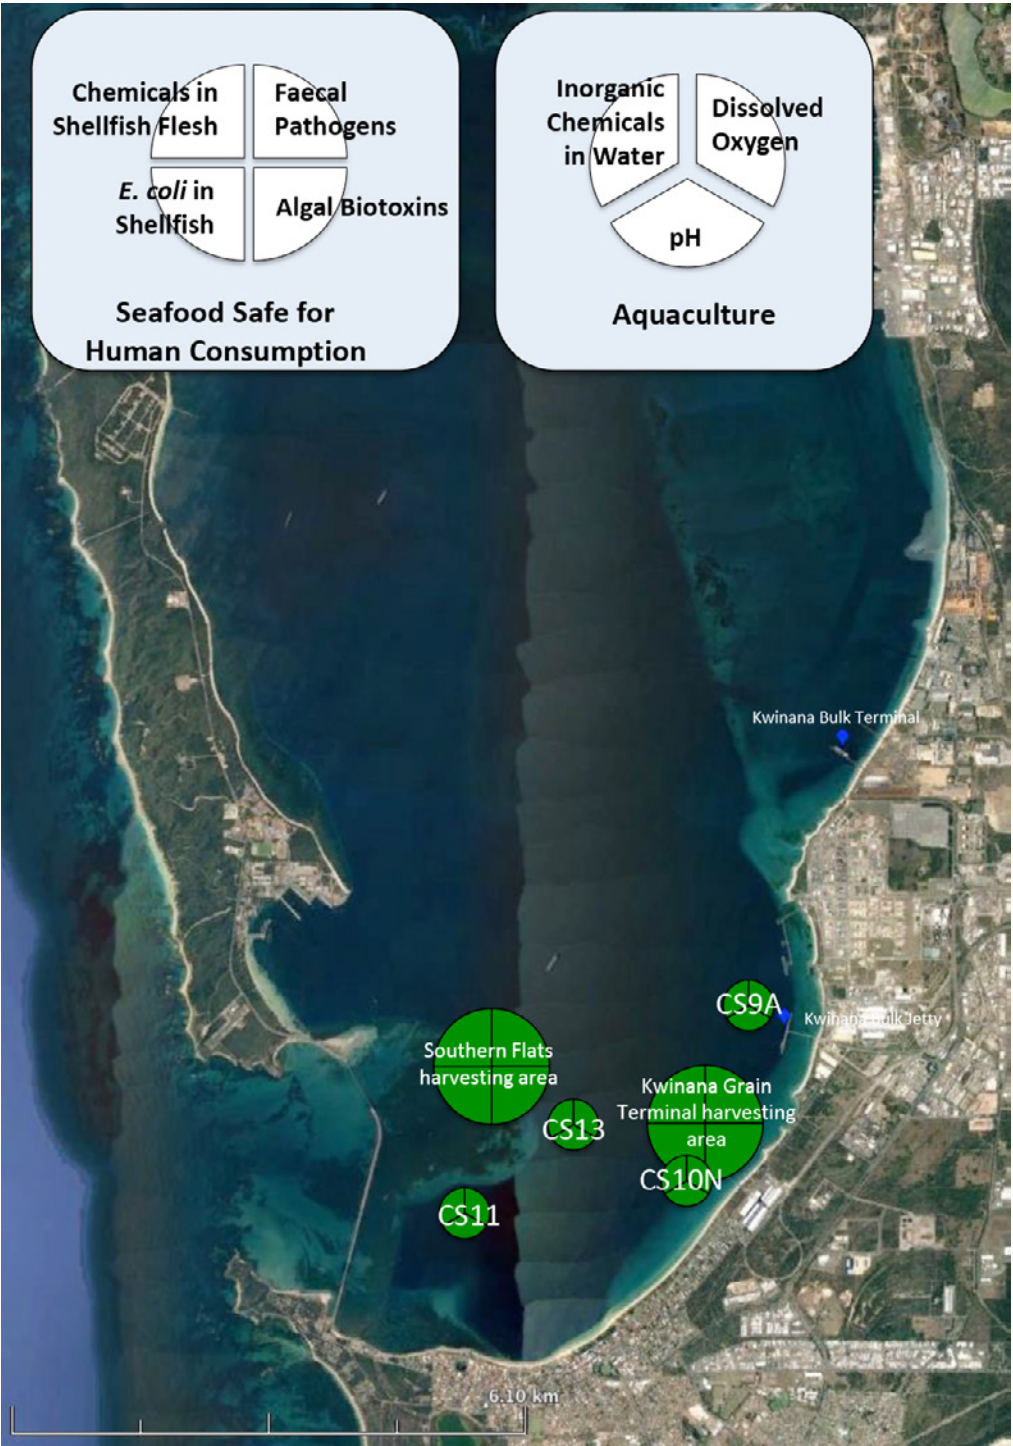 Chemicals in
Shellfish Flesh
Faecal
Pathogens
E. coli in
Shellfish
Algal Biotoxins
Seafood Safe for
Human Consumption
Inorganic
Chemicals
in Water
Dissolved
Oxygen
pH
Aquaculture
Kwinana Bulk Terminal
CS9A
Kwinana Bulk Jetty
Southern Flats
harvesting area
Kwinana Grain
Terminal harvesting
area
CS13
CS10N
CS11
6.10 km